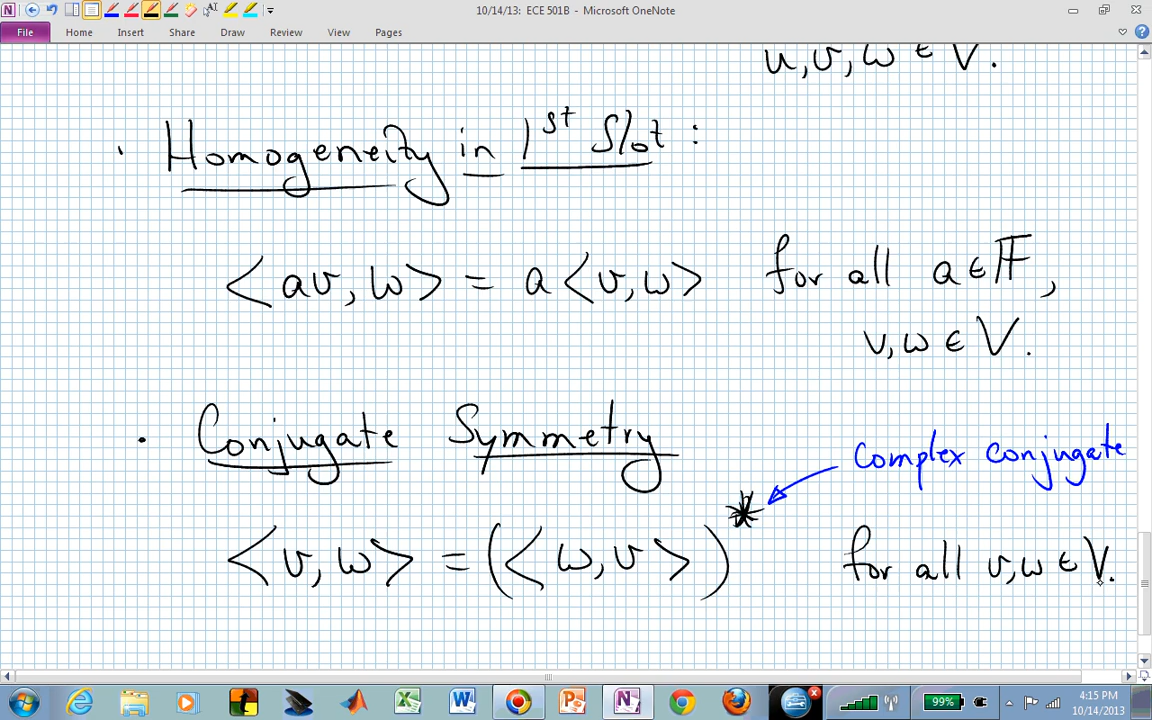 10/14/13: ECE 501B - Microsoft OneNote
File Home Insert Share Draw Review View Pages
u,v,w ∈ V.
· Homogeneity in 1st Slot:
<av,w> = a<v,w> for all a∈𝔽,
v,w ∈ V.
· Conjugate Symmetry
Complex conjugate
<v,w> = (<w,v>)* for all v,w∈V.
99%
4:15 PM
10/14/2013